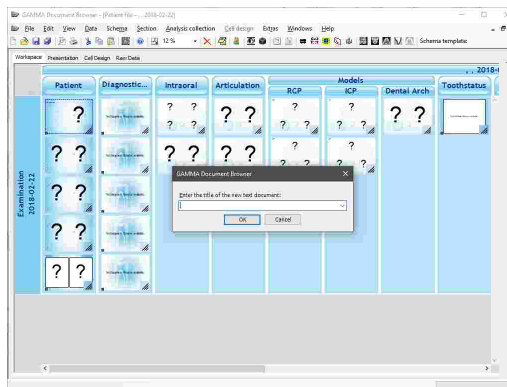 GAMMA Document Browser - [Patient file -- , 2018-02-22]
File Edit View Data Schema Section Analysis collection Cell design Extras Windows Help
12 % Schema template:
Workspace Presentation Cell Design Raw Data
, , 2018-0
Patient Diagnostic... Intraoral Articulation Models Toothstatus
RCP ICP Dental Arch
? ? ? ? ? ? ? ?
? ? ? ? ? ?
? ? ? ? ? ? ? ?
? ? ? ?
Examination
2018-02-22
GAMMA Document Browser
Enter the title of the new text document:
OK Cancel
? ?
? ?
? ?